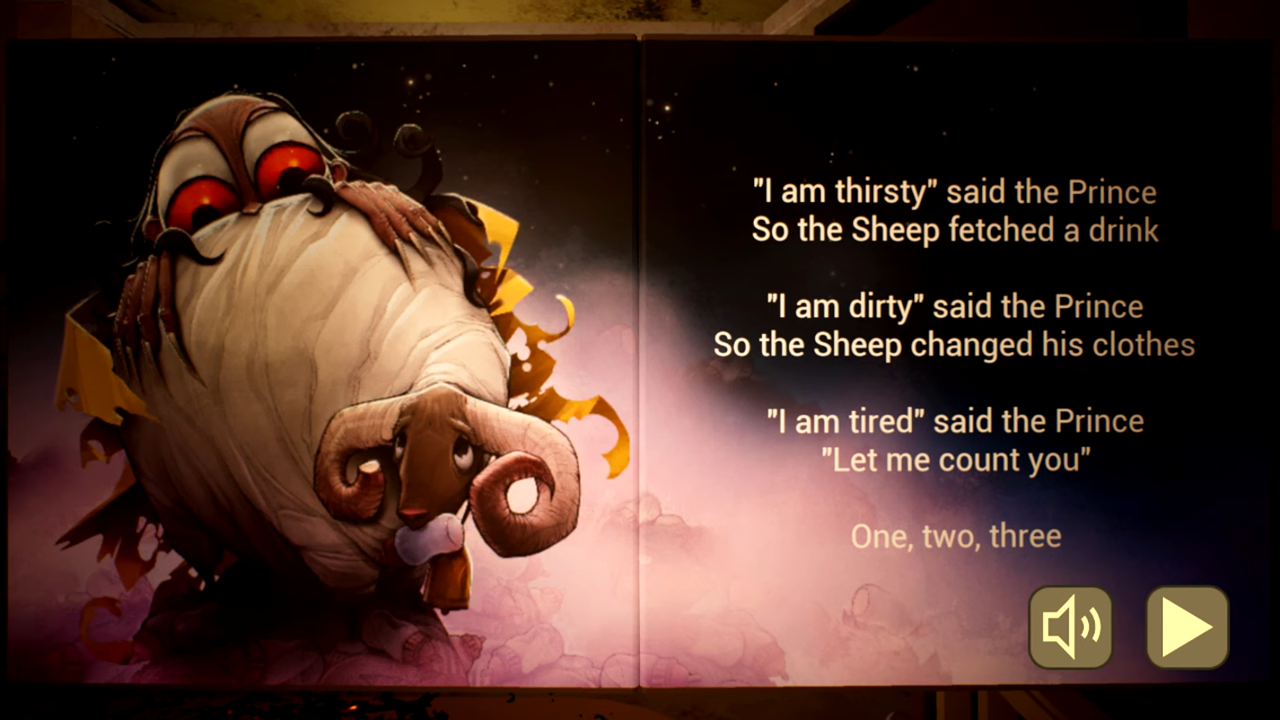 "I am thirsty" said the Prince
So the Sheep fetched a drink
"I am dirty" said the Prince
So the Sheep changed his clothes
"I am tired" said the Prince
"Let me count you"
One, two, three